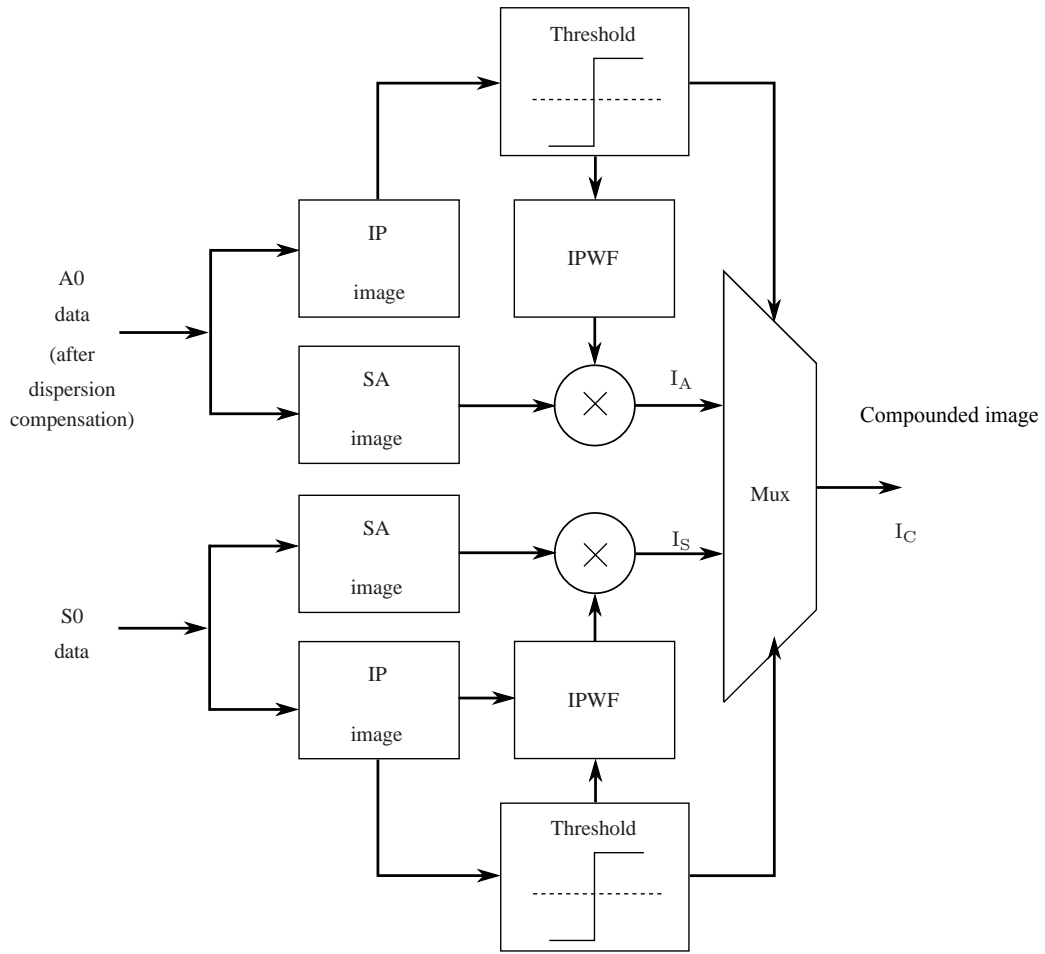 Threshold
IP
image
IPWF
A0
data
(after
dispersion
compensation)
SA
image
I_A
Compounded image
Mux
I_C
SA
image
I_S
S0
data
IP
image
IPWF
Threshold